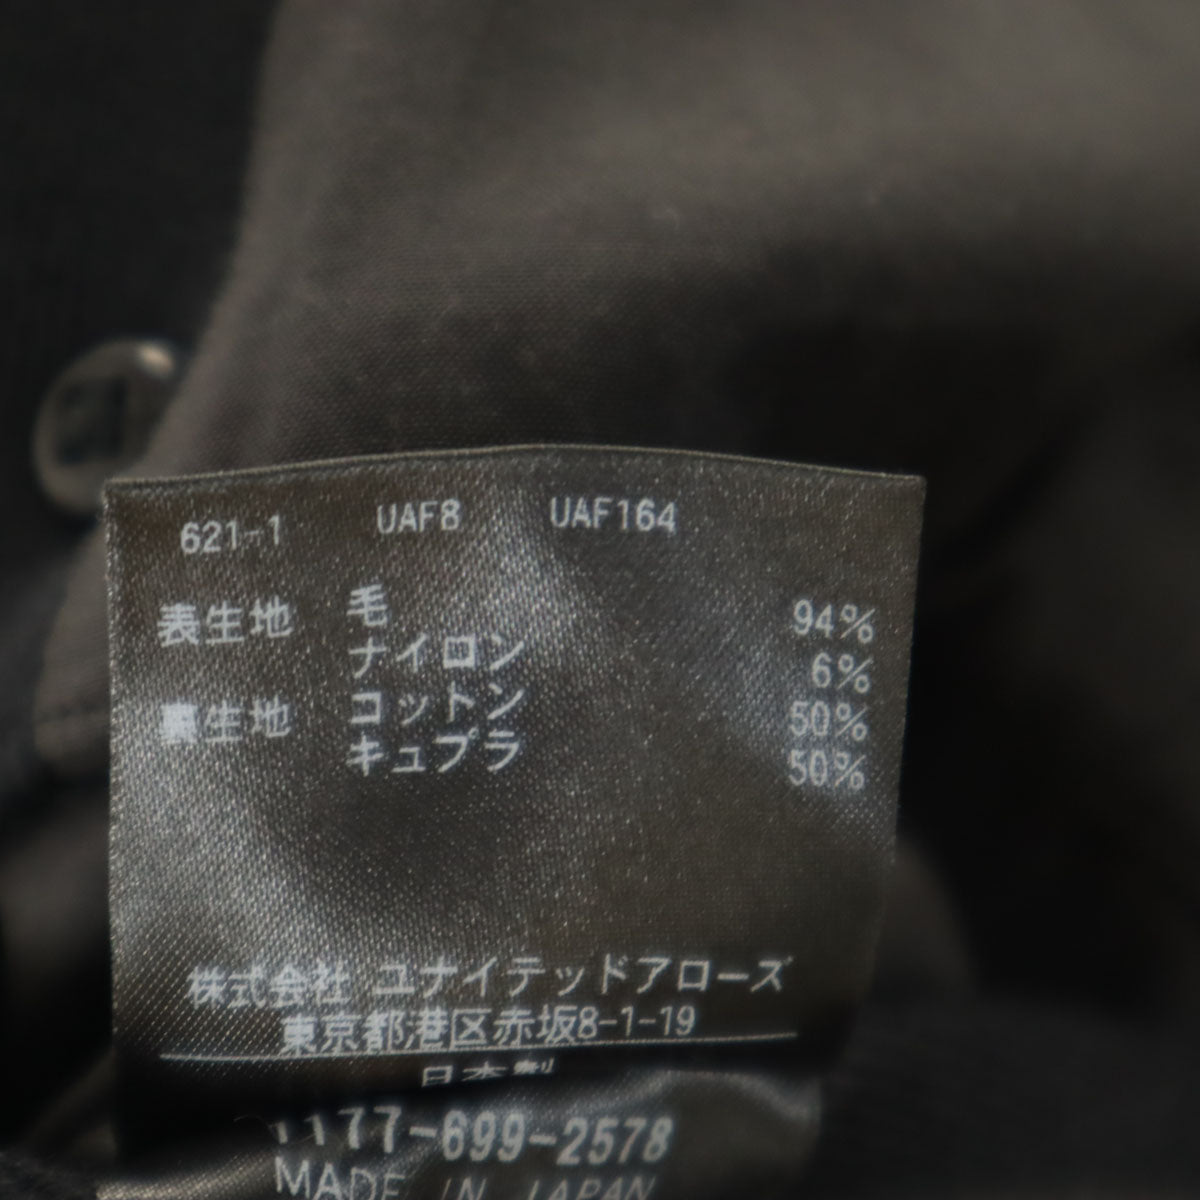 621-1 UAF8 UAF164
表生地 毛 94%
ナイロン 6%
裏生地 コットン 50%
キュプラ 50%
株式会社 ユナイテッドアローズ
東京都港区赤坂8-1-19
日本製
1177-699-2578
MADE IN JAPAN